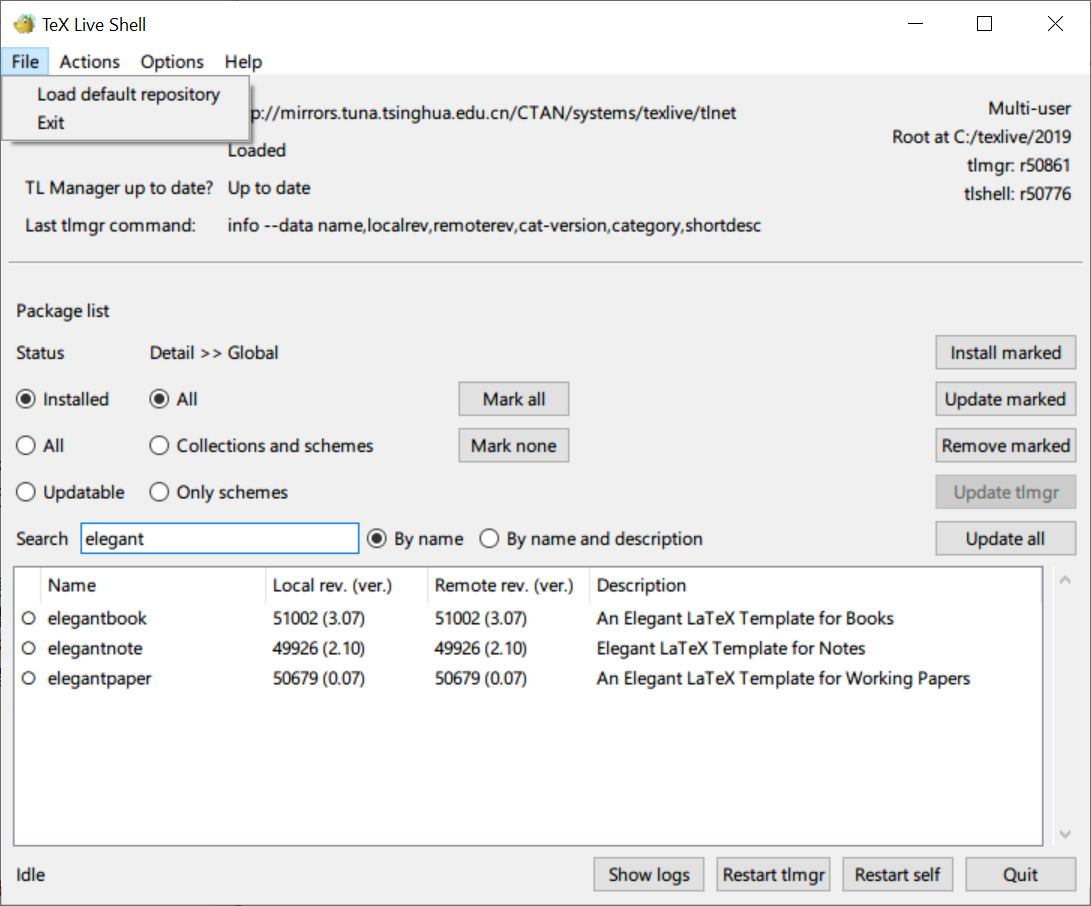 TeX Live Shell
File Actions Options Help
Load default repository
Exit
p://mirrors.tuna.tsinghua.edu.cn/CTAN/systems/texlive/tlnet
Multi-user
Root at C:/texlive/2019
Loaded
tlmgr: r50861
TL Manager up to date? Up to date
tlshell: r50776
Last tlmgr command: info --data name,localrev,remoterev,cat-version,category,shortdesc
Package list
Status Detail >> Global Install marked
Installed All Mark all Update marked
All Collections and schemes Mark none Remove marked
Updatable Only schemes Update tlmgr
Search elegant By name By name and description Update all
Name Local rev. (ver.) Remote rev. (ver.) Description
elegantbook 51002 (3.07) 51002 (3.07) An Elegant LaTeX Template for Books
elegantnote 49926 (2.10) 49926 (2.10) Elegant LaTeX Template for Notes
elegantpaper 50679 (0.07) 50679 (0.07) An Elegant LaTeX Template for Working Papers
Idle Show logs Restart tlmgr Restart self Quit